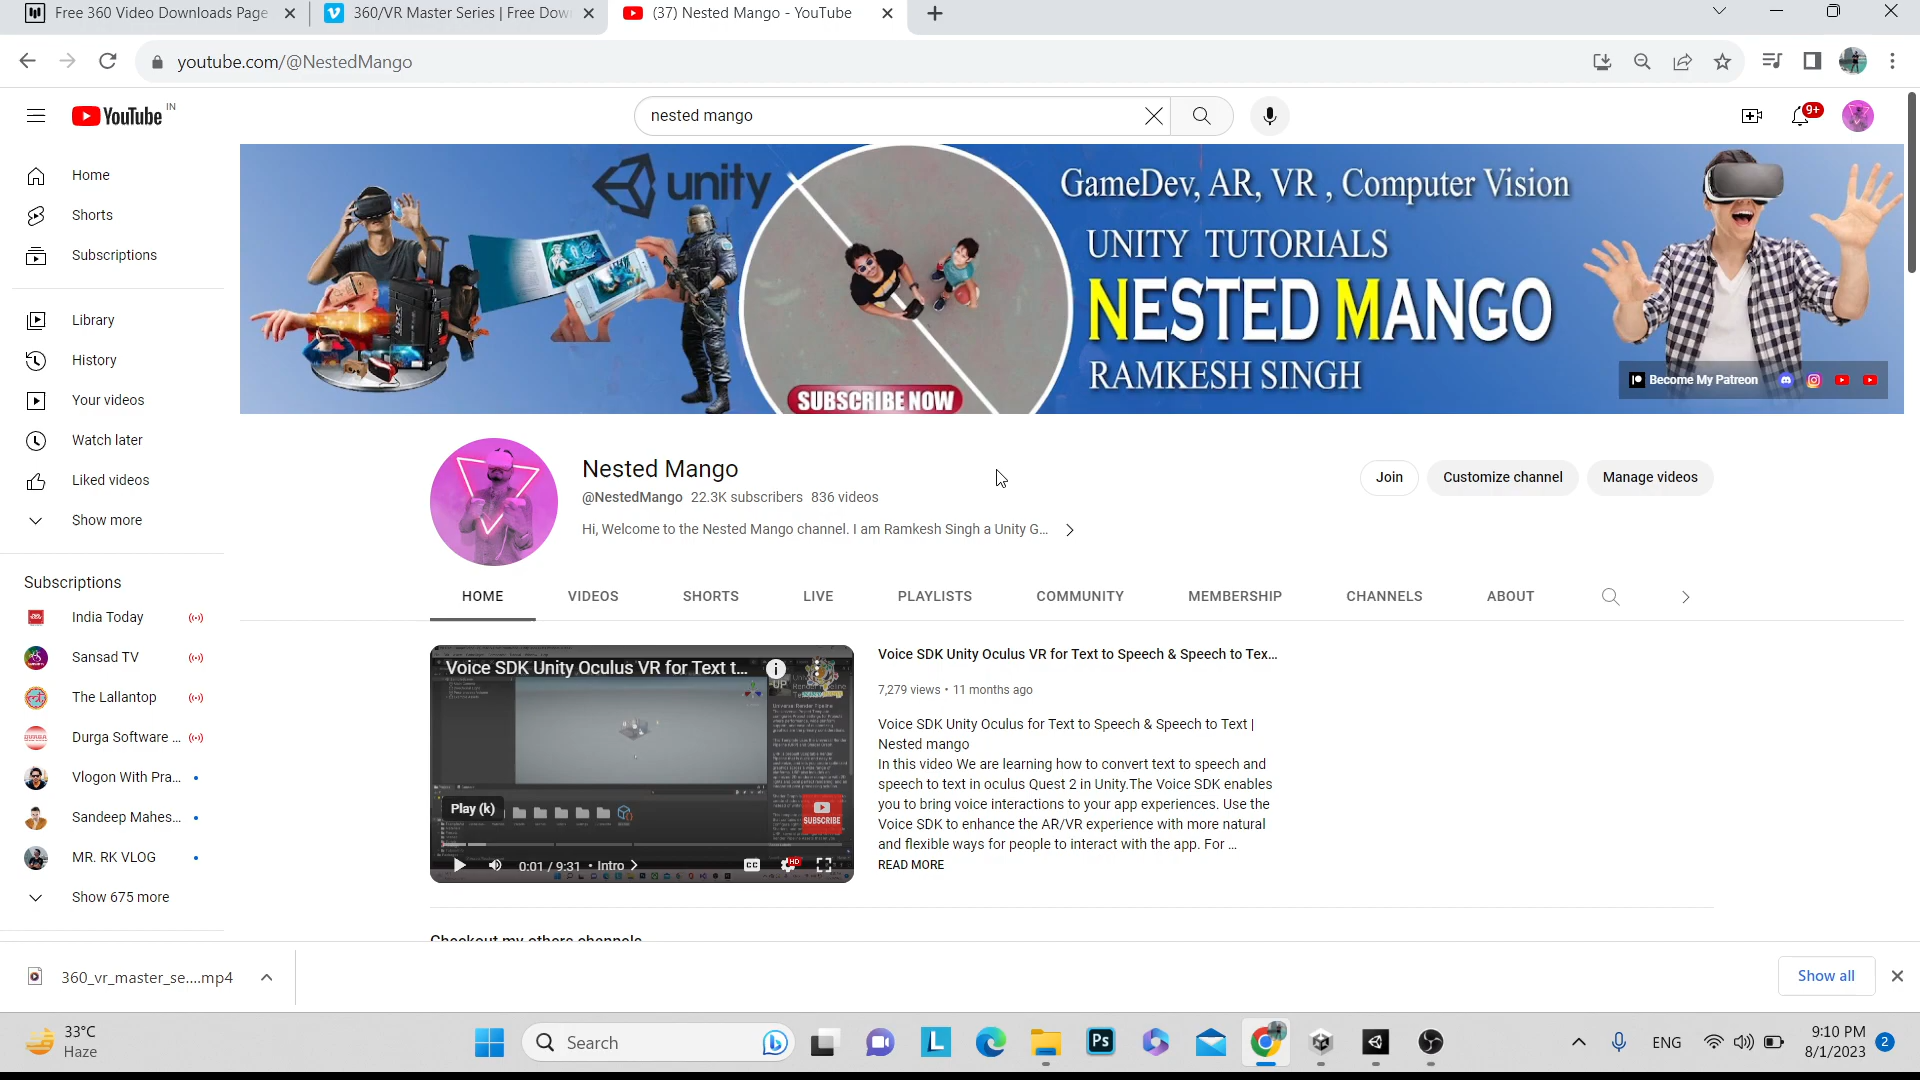 Free 360 Video Downloads Page
360/VR Master Series | Free Dow
(37) Nested Mango - YouTube
youtube.com/@NestedMango
YouTube IN
nested mango
9+
Home
Shorts
Subscriptions
Library
History
Your videos
Watch later
Liked videos
Show more
Subscriptions
India Today
Sansad TV
The Lallantop
Durga Software ...
Vlogon With Pra...
Sandeep Mahes...
MR. RK VLOG
Show 675 more
unity
GameDev, AR, VR , Computer Vision
UNITY TUTORIALS
NESTED MANGO
RAMKESH SINGH
SUBSCRIBE NOW
Become My Patreon
Nested Mango
@NestedMango 22.3K subscribers 836 videos
Hi, Welcome to the Nested Mango channel. I am Ramkesh Singh a Unity G...
Join
Customize channel
Manage videos
HOME
VIDEOS
SHORTS
LIVE
PLAYLISTS
COMMUNITY
MEMBERSHIP
CHANNELS
ABOUT
Voice SDK Unity Oculus VR for Text t...
Play (k)
SUBSCRIBE
0:01 / 9:31 • Intro
CC
HD
Voice SDK Unity Oculus VR for Text to Speech & Speech to Tex...
7,279 views • 11 months ago
Voice SDK Unity Oculus for Text to Speech & Speech to Text |
Nested mango
In this video We are learning how to convert text to speech and
speech to text in oculus Quest 2 in Unity.The Voice SDK enables
you to bring voice interactions to your app experiences. Use the
Voice SDK to enhance the AR/VR experience with more natural
and flexible ways for people to interact with the app. For ...
READ MORE
Checkout my others channels
360_vr_master_se....mp4
Show all
33°C
Haze
Search
L
Ps
ENG
9:10 PM
8/1/2023
2